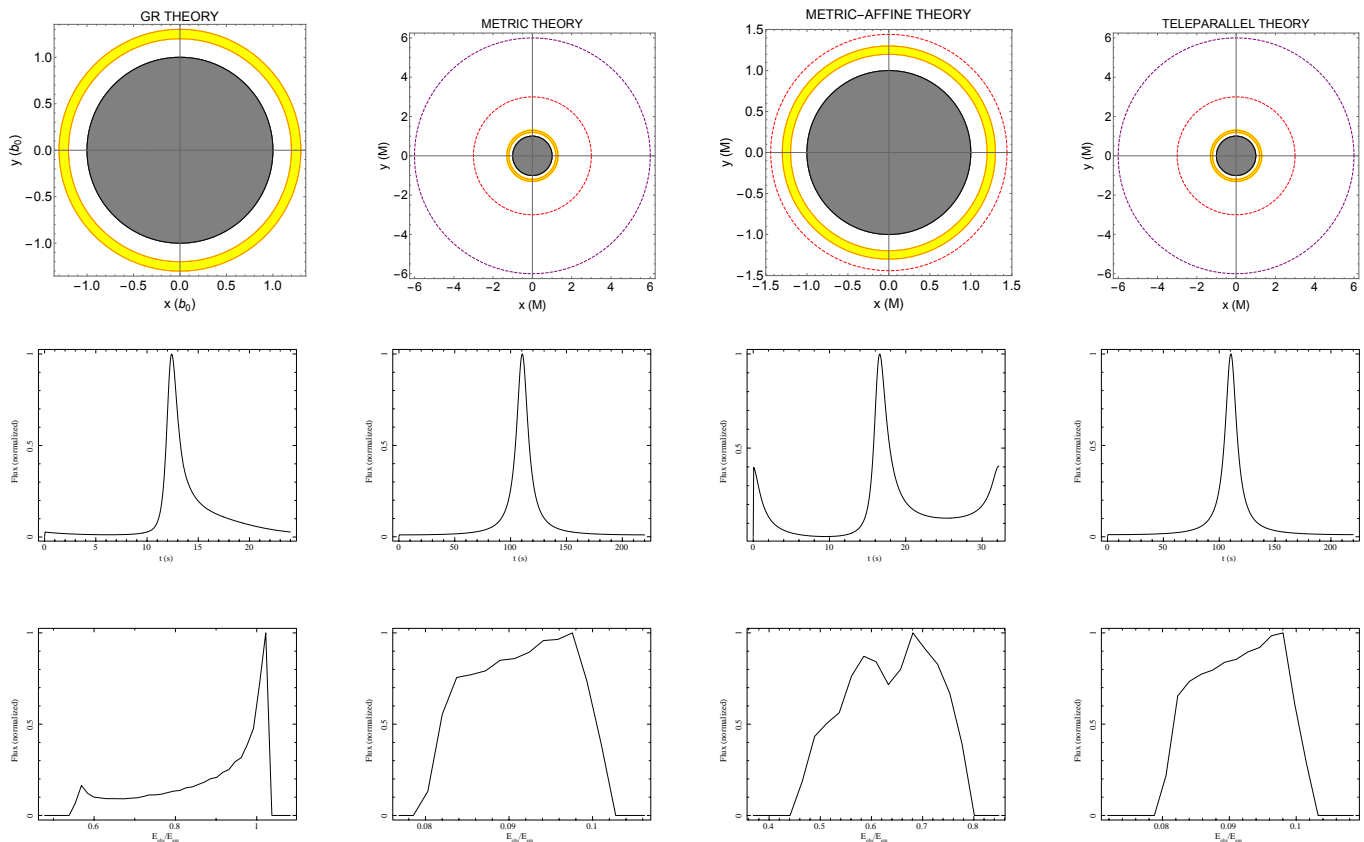 GR THEORY
METRIC THEORY
METRIC−AFFINE THEORY
TELEPARALLEL THEORY
1.0
0.5
0.0
−0.5
−1.0
y (b0)
−1.0 −0.5 0.0 0.5 1.0
x (b0)
6
4
2
0
−2
−4
−6
y (M)
−6 −4 −2 0 2 4 6
x (M)
1.5
1.0
0.5
0.0
−0.5
−1.0
−1.5
y (M)
−1.5 −1.0 −0.5 0.0 0.5 1.0 1.5
x (M)
6
4
2
0
−2
−4
−6
y (M)
−6 −4 −2 0 2 4 6
x (M)
Flux (normalized)
1
0.5
0
0 5 10 15 20
t (s)
Flux (normalized)
1
0.5
0
0 50 100 150 200
t (s)
Flux (normalized)
1
0.5
0
0 10 20 30
t (s)
Flux (normalized)
1
0.5
0
0 50 100 150 200
t (s)
Flux (normalized)
1
0.5
0
0.6 0.8 1
Eobs/Eem
Flux (normalized)
1
0.5
0
0.08 0.09 0.1
Eobs/Eem
Flux (normalized)
1
0.5
0
0.4 0.5 0.6 0.7 0.8
Eobs/Eem
Flux (normalized)
1
0.5
0
0.08 0.09 0.1
Eobs/Eem